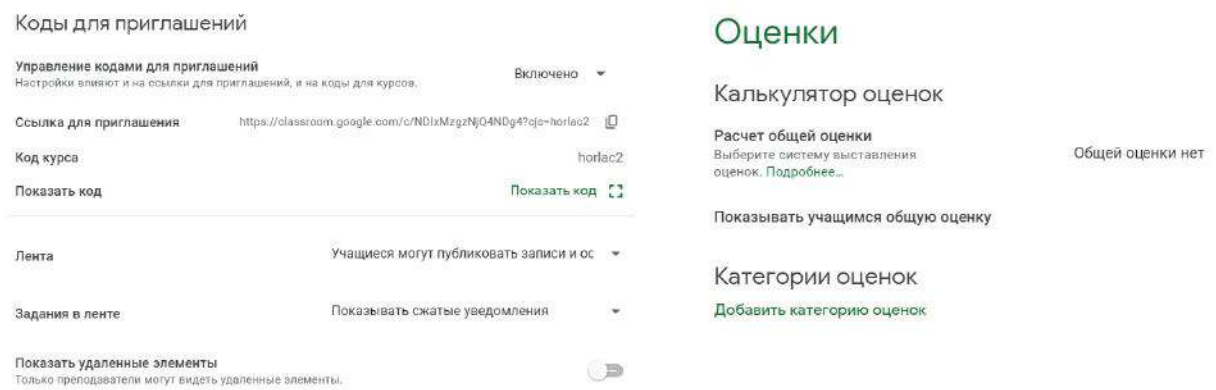 Коды для приглашений
Управление кодами для приглашений
Настройки влияют и на ссылки для приглашений, и на коды для курсов.
Включено
Ссылка для приглашения
https://classroom.google.com/c/NDIxMzgzNjQ4NDg4?cjc=horlac2
Код курса
horlac2
Показать код
Показать код
Лента
Учащиеся могут публиковать записи и ос
Задания в ленте
Показывать сжатые уведомления
Показать удаленные элементы
Только преподаватели могут видеть удаленные элементы.
Оценки
Калькулятор оценок
Расчет общей оценки
Выберите систему выставления
оценок. Подробнее…
Общей оценки нет
Показывать учащимся общую оценку
Категории оценок
Добавить категорию оценок